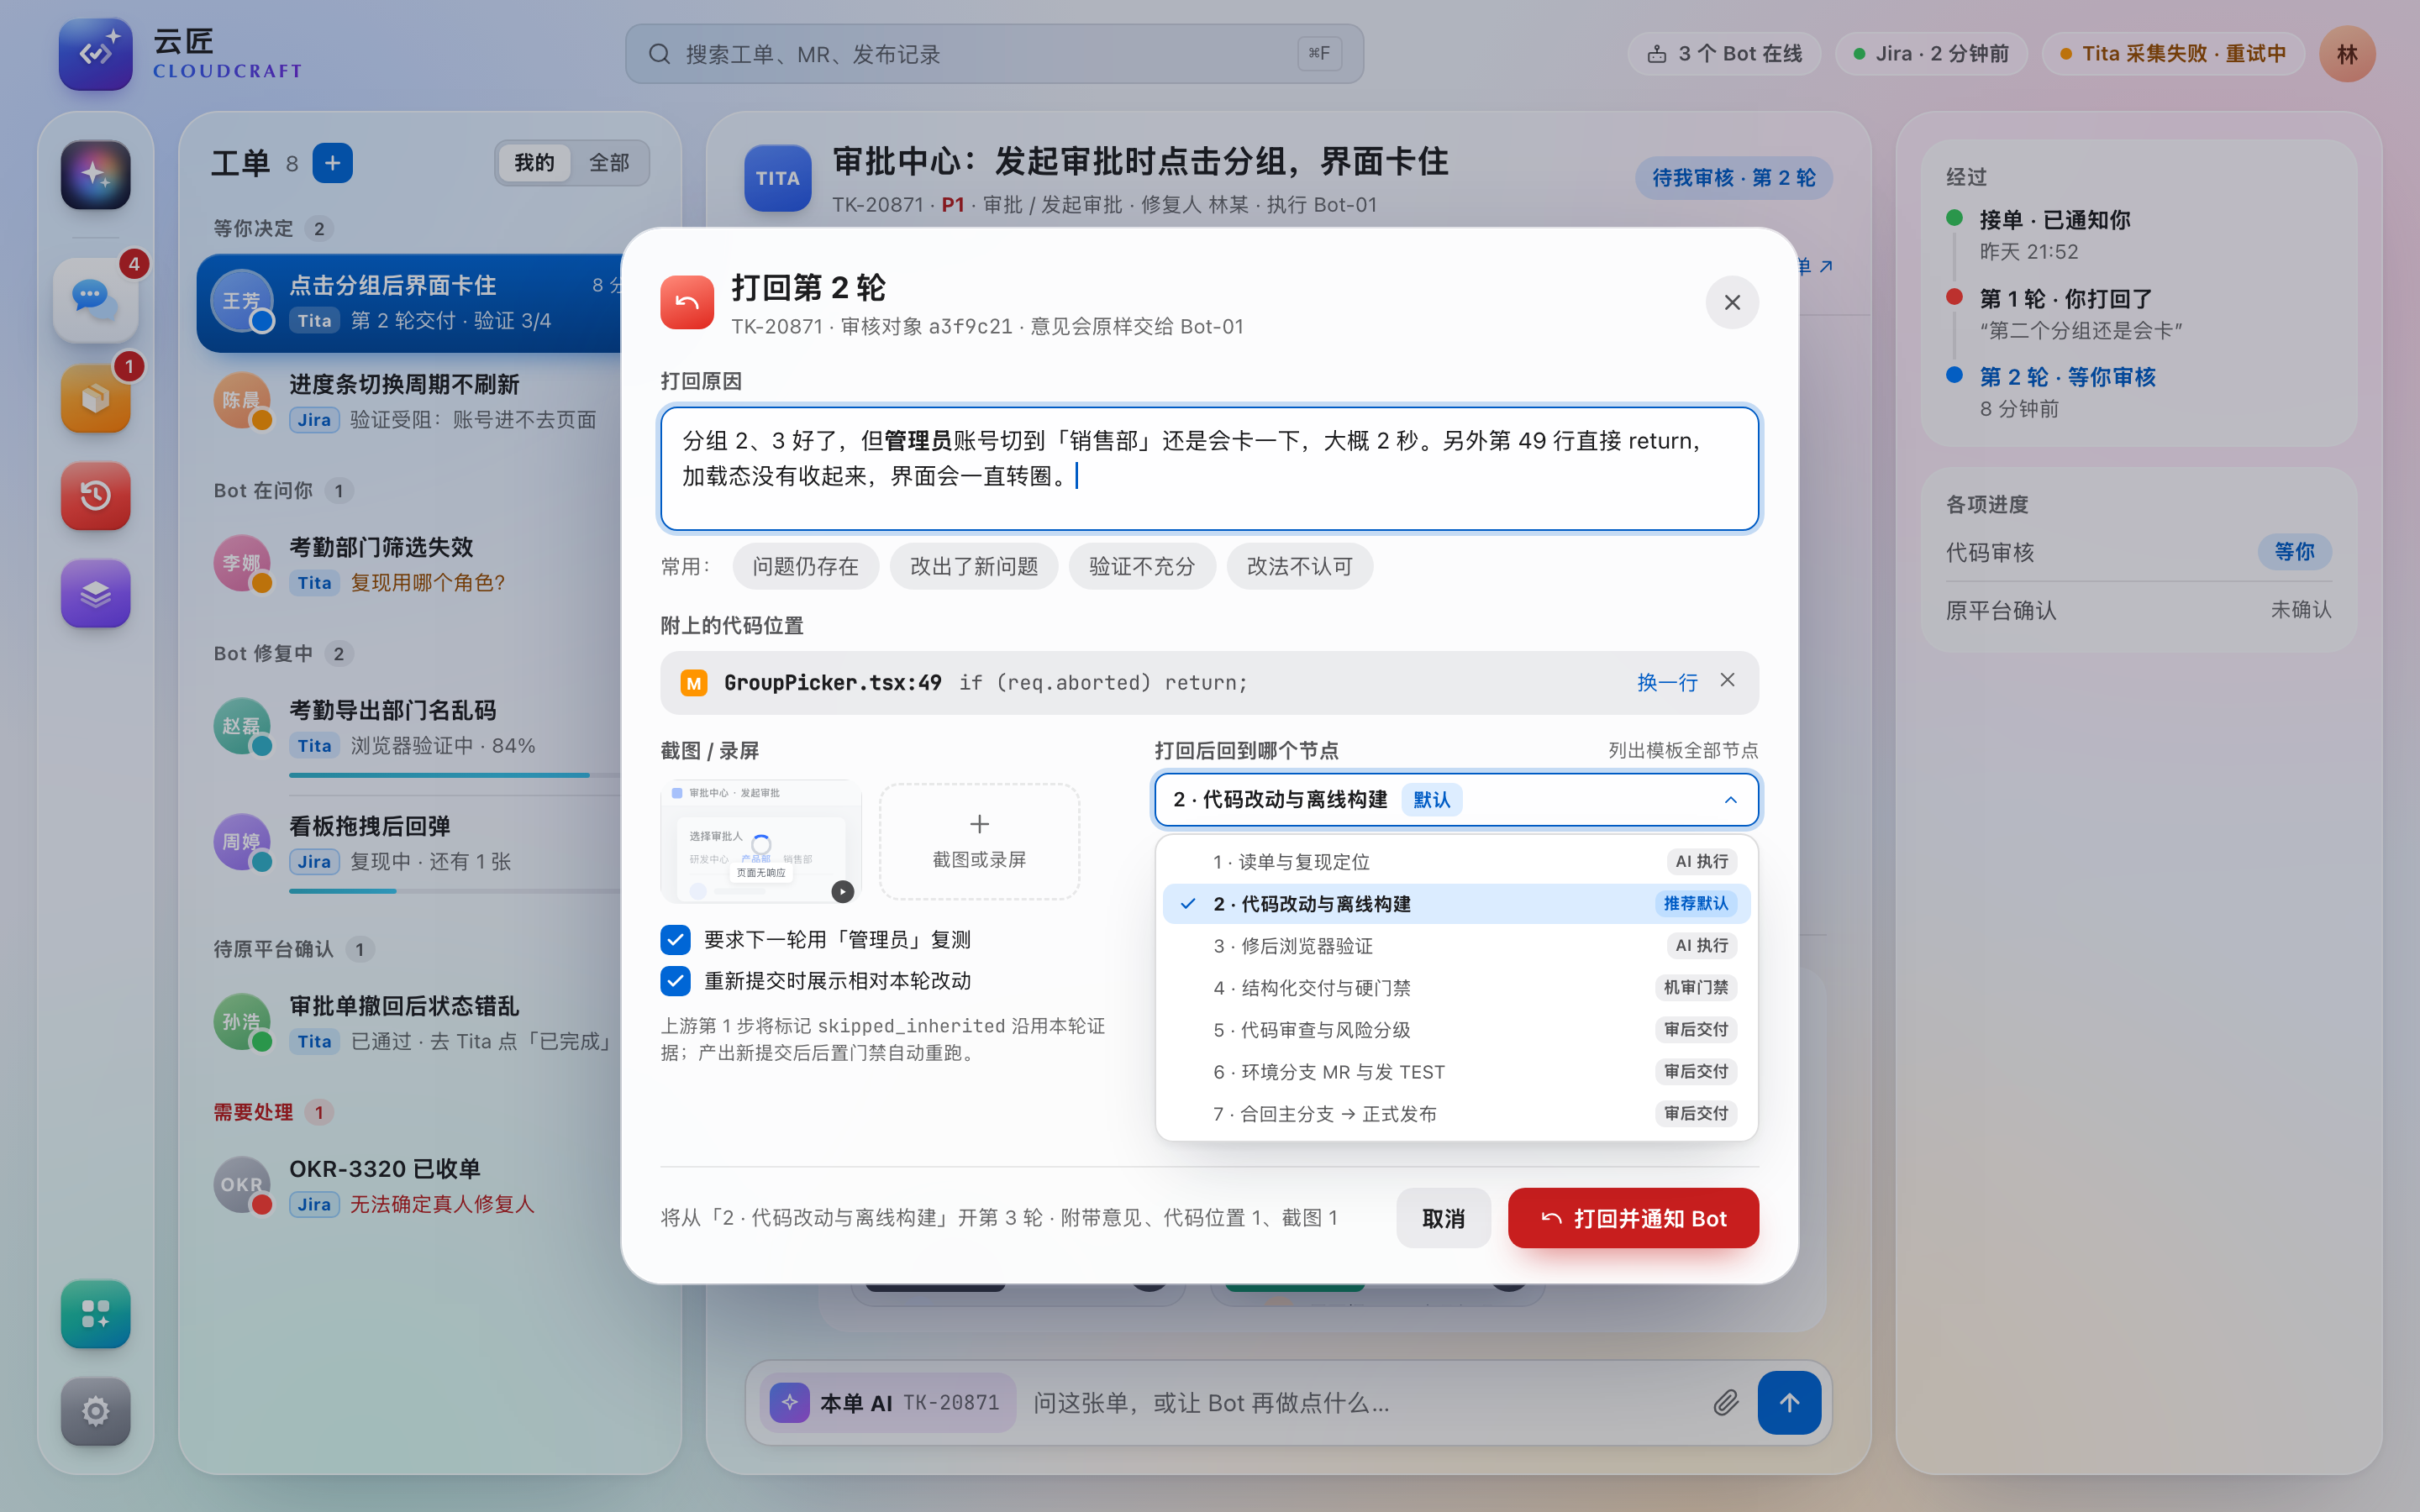 云匠
CLOUDCRAFT
搜索工单、MR、发布记录
⌘F
3 个 Bot 在线
Jira · 2 分钟前
Tita 采集失败 · 重试中
林
4
1
工单 8
我的
全部
等你决定 2
王芳
点击分组后界面卡住
8 分
Tita 第 2 轮交付 · 验证 3/4
陈晨
进度条切换周期不刷新
Jira 验证受阻：账号进不去页面
Bot 在问你 1
李娜
考勤部门筛选失效
Tita 复现用哪个角色?
Bot 修复中 2
赵磊
考勤导出部门名乱码
Tita 浏览器验证中 · 84%
周婷
看板拖拽后回弹
Jira 复现中 · 还有 1 张
待原平台确认 1
孙浩
审批单撤回后状态错乱
Tita 已通过 · 去 Tita 点「已完成」
需要处理 1
OKR
OKR-3320 已收单
Jira 无法确定真人修复人
TITA
审批中心：发起审批时点击分组，界面卡住
TK-20871 · P1 · 审批 / 发起审批 · 修复人 林某 · 执行 Bot-01
待我审核 · 第 2 轮
单 ↗
打回第 2 轮
TK-20871 · 审核对象 a3f9c21 · 意见会原样交给 Bot-01
打回原因
分组 2、3 好了，但管理员账号切到「销售部」还是会卡一下，大概 2 秒。另外第 49 行直接 return，
加载态没有收起来，界面会一直转圈。
常用：
问题仍存在
改出了新问题
验证不充分
改法不认可
附上的代码位置
M GroupPicker.tsx:49 if (req.aborted) return;
换一行
截图 / 录屏
审批中心 · 发起审批
选择审批人
研发中心 产品部 销售部
页面无响应
截图或录屏
要求下一轮用「管理员」复测
重新提交时展示相对本轮改动
上游第 1 步将标记 skipped_inherited 沿用本轮证
据；产出新提交后后置门禁自动重跑。
打回后回到哪个节点
列出模板全部节点
2 · 代码改动与离线构建 默认
1 · 读单与复现定位 AI 执行
2 · 代码改动与离线构建 推荐默认
3 · 修后浏览器验证 AI 执行
4 · 结构化交付与硬门禁 机审门禁
5 · 代码审查与风险分级 审后交付
6 · 环境分支 MR 与发 TEST 审后交付
7 · 合回主分支 → 正式发布 审后交付
将从「2 · 代码改动与离线构建」开第 3 轮 · 附带意见、代码位置 1、截图 1
取消
打回并通知 Bot
本单 AI TK-20871 问这张单，或让 Bot 再做点什么...
经过
接单 · 已通知你
昨天 21:52
第 1 轮 · 你打回了
“第二个分组还是会卡”
第 2 轮 · 等你审核
8 分钟前
各项进度
代码审核 等你
原平台确认 未确认